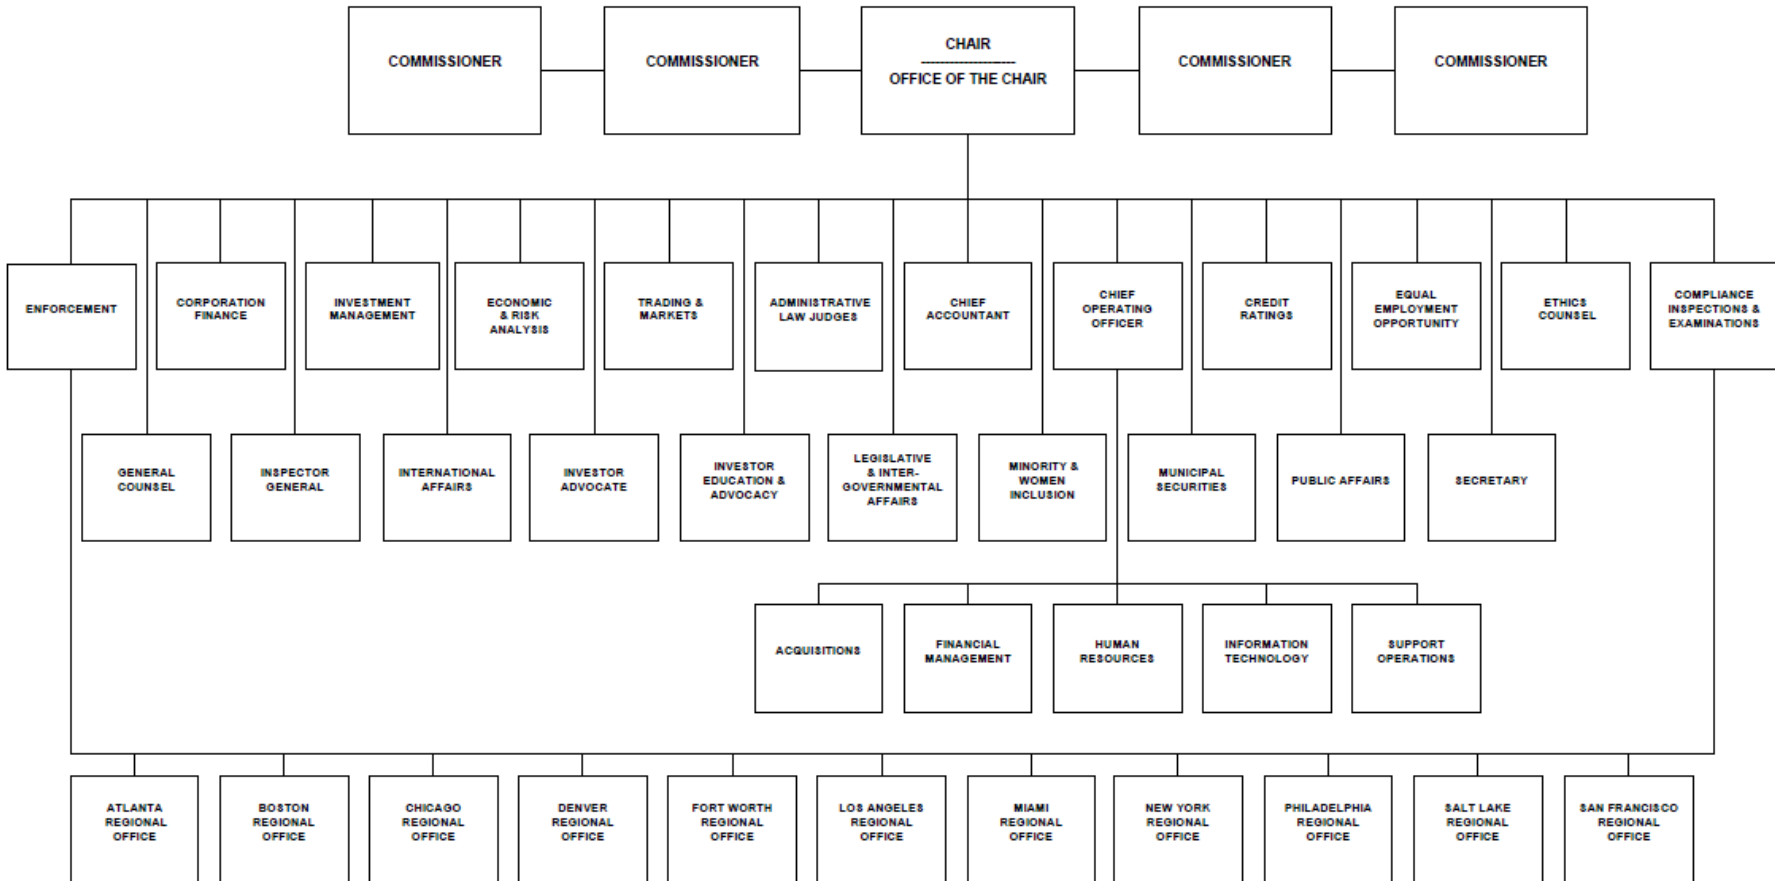 COMMISSIONER
COMMISSIONER
CHAIR
--------------------
OFFICE OF THE CHAIR
COMMISSIONER
COMMISSIONER
ENFORCEMENT
CORPORATION
FINANCE
INVESTMENT
MANAGEMENT
ECONOMIC
& RISK
ANALYSIS
TRADING &
MARKETS
ADMINISTRATIVE
LAW JUDGES
CHIEF
ACCOUNTANT
CHIEF
OPERATING
OFFICER
CREDIT
RATINGS
EQUAL
EMPLOYMENT
OPPORTUNITY
ETHICS
COUNSEL
COMPLIANCE
INSPECTIONS &
EXAMINATIONS
GENERAL
COUNSEL
INSPECTOR
GENERAL
INTERNATIONAL
AFFAIRS
INVESTOR
ADVOCATE
INVESTOR
EDUCATION &
ADVOCACY
LEGISLATIVE
& INTER-
GOVERNMENTAL
AFFAIRS
MINORITY &
WOMEN
INCLUSION
MUNICIPAL
SECURITIES
PUBLIC AFFAIRS
SECRETARY
ACQUISITIONS
FINANCIAL
MANAGEMENT
HUMAN
RESOURCES
INFORMATION
TECHNOLOGY
SUPPORT
OPERATIONS
ATLANTA
REGIONAL
OFFICE
BOSTON
REGIONAL
OFFICE
CHICAGO
REGIONAL
OFFICE
DENVER
REGIONAL
OFFICE
FORT WORTH
REGIONAL
OFFICE
LOS ANGELES
REGIONAL
OFFICE
MIAMI
REGIONAL
OFFICE
NEW YORK
REGIONAL
OFFICE
PHILADELPHIA
REGIONAL
OFFICE
SALT LAKE
REGIONAL
OFFICE
SAN FRANCISCO
REGIONAL
OFFICE